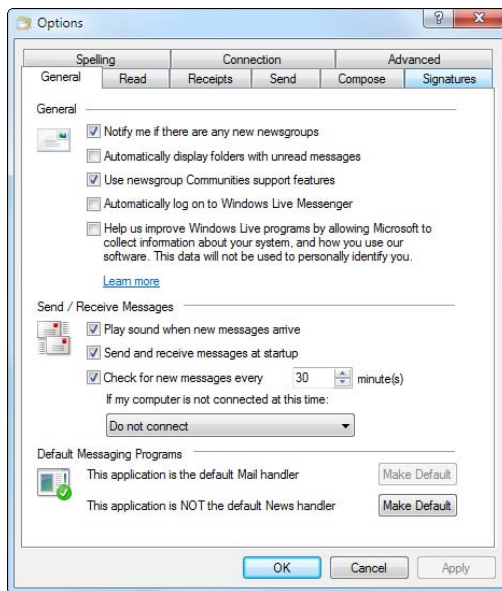 Options
Spelling
Connection
Advanced
General
Read
Receipts
Send
Compose
Signatures
General
Notify me if there are any new newsgroups
Automatically display folders with unread messages
Use newsgroup Communities support features
Automatically log on to Windows Live Messenger
Help us improve Windows Live programs by allowing Microsoft to
collect information about your system, and how you use our
software. This data will not be used to personally identify you.
Learn more
Send / Receive Messages
Play sound when new messages arrive
Send and receive messages at startup
Check for new messages every 30 minute(s)
If my computer is not connected at this time:
Do not connect
Default Messaging Programs
This application is the default Mail handler
Make Default
This application is NOT the default News handler
Make Default
OK
Cancel
Apply